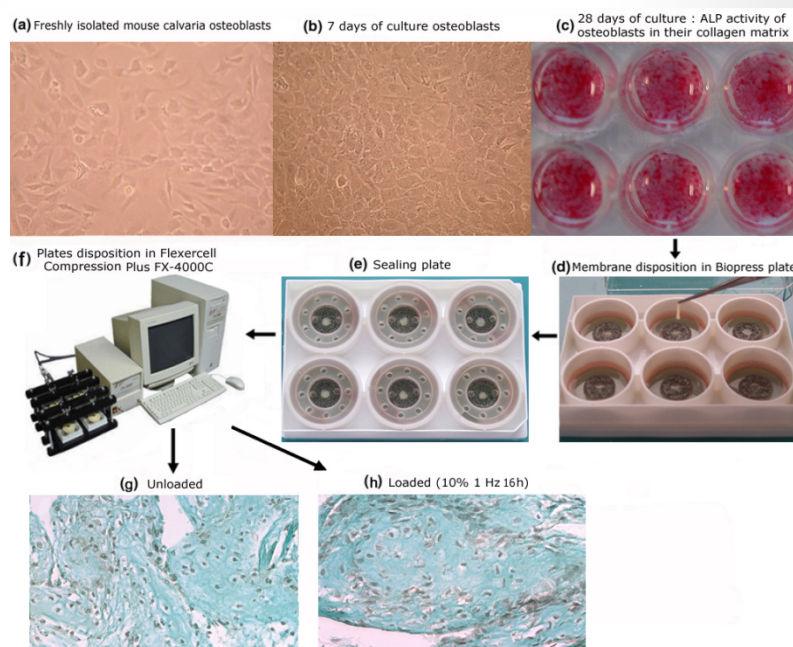 (a) Freshly isolated mouse calvaria osteoblasts
(b) 7 days of culture osteoblasts
(c) 28 days of culture : ALP activity of
osteoblasts in their collagen matrix
(d) Membrane disposition in Biopress plate
(e) Sealing plate
(f) Plates disposition in Flexercell
Compression Plus FX-4000C
(g) Unloaded
(h) Loaded (10% 1 Hz 16h)